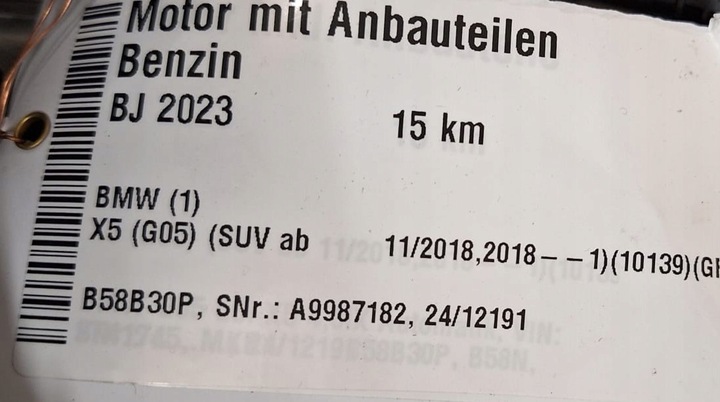 Motor mit Anbauteilen
Benzin
BJ 2023 15 km
BMW (1)
X5 (G05) (SUV ab 11/2018,2018 – – 1)(10139)(G
B58B30P, SNr.: A9987182, 24/12191